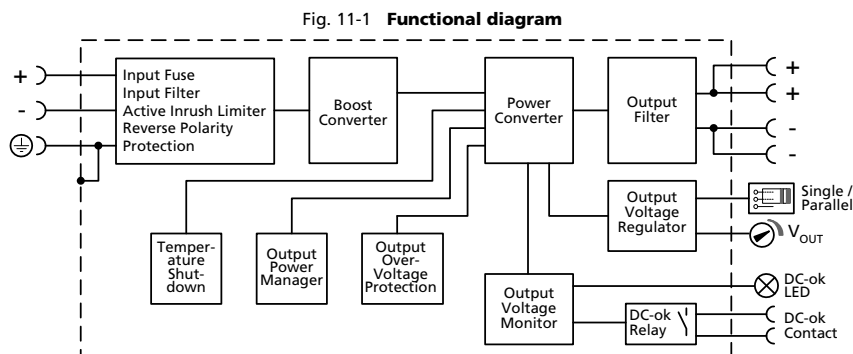 Fig. 11-1 Functional diagram
+
-
Input Fuse
Input Filter
Active Inrush Limiter
Reverse Polarity
Protection
Boost
Converter
Power
Converter
Output
Filter
+
+
-
-
Output
Voltage
Regulator
Single /
Parallel
VOUT
Temper-
ature
Shut-
down
Output
Power
Manager
Output
Over-
Voltage
Protection
Output
Voltage
Monitor
DC-ok
Relay
DC-ok
LED
DC-ok
Contact